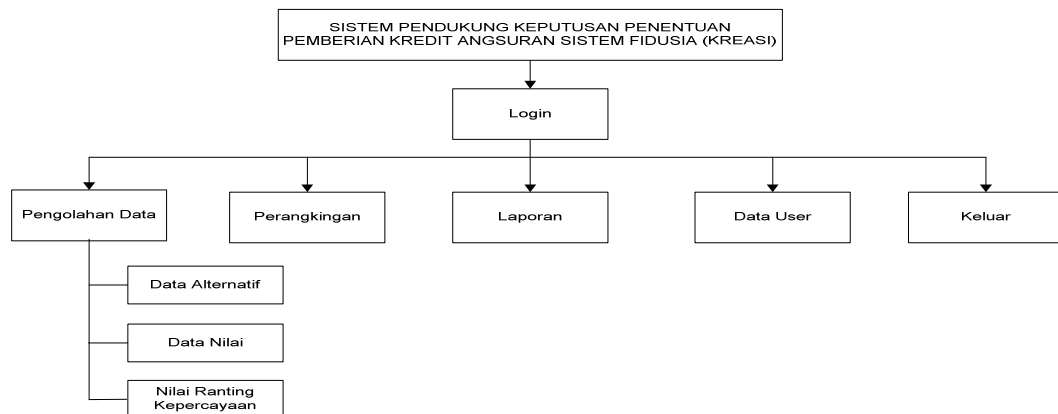 SISTEM PENDUKUNG KEPUTUSAN PENENTUAN
PEMBERIAN KREDIT ANGSURAN SISTEM FIDUSIA (KREASI)
Login
Pengolahan Data
Perangkingan
Laporan
Data User
Keluar
Data Alternatif
Data Nilai
Nilai Ranting
Kepercayaan